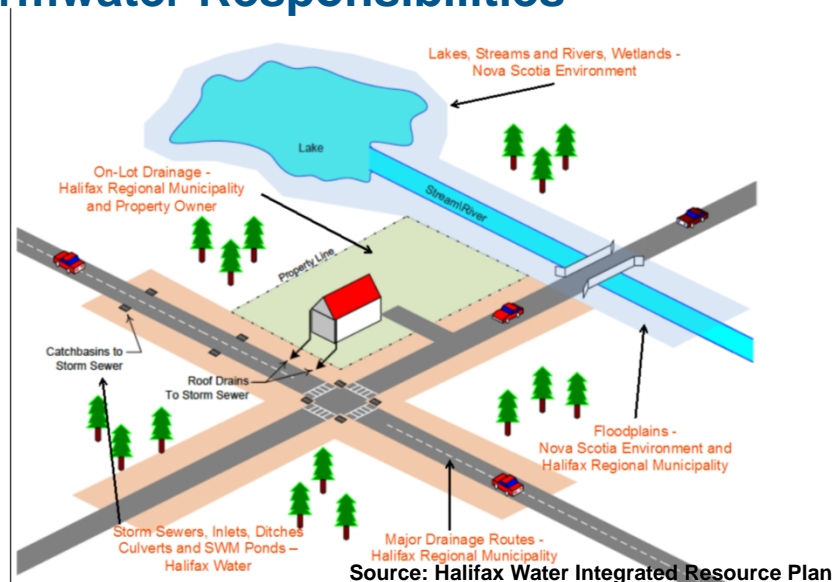 rmwater Responsibilities
Lakes, Streams and Rivers, Wetlands -
Nova Scotia Environment
Lake
On-Lot Drainage -
Halifax Regional Municipality
and Property Owner
Stream\River
Property Line
Catchbasins to
Storm Sewer
Roof Drains
To Storm Sewer
Floodplains -
Nova Scotia Environment and
Halifax Regional Municipality
Storm Sewers, Inlets, Ditches
Culverts and SWM Ponds –
Halifax Water
Major Drainage Routes -
Halifax Regional Municipality
Source: Halifax Water Integrated Resource Plan